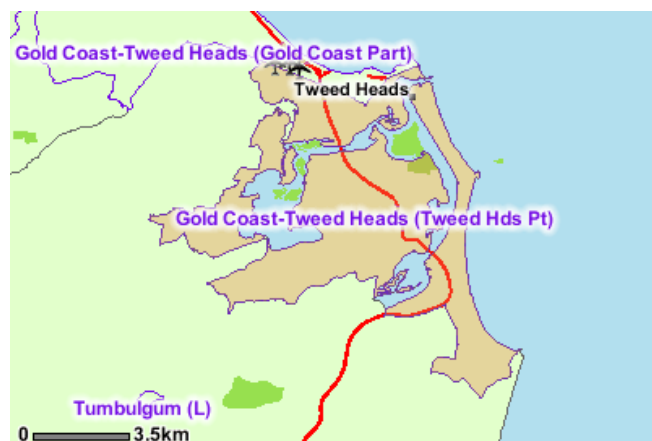 Gold Coast-Tweed Heads (Gold Coast Part)
Tweed Heads
Gold Coast-Tweed Heads (Tweed Hds Pt)
Tumbulgum (L)
0 3.5km